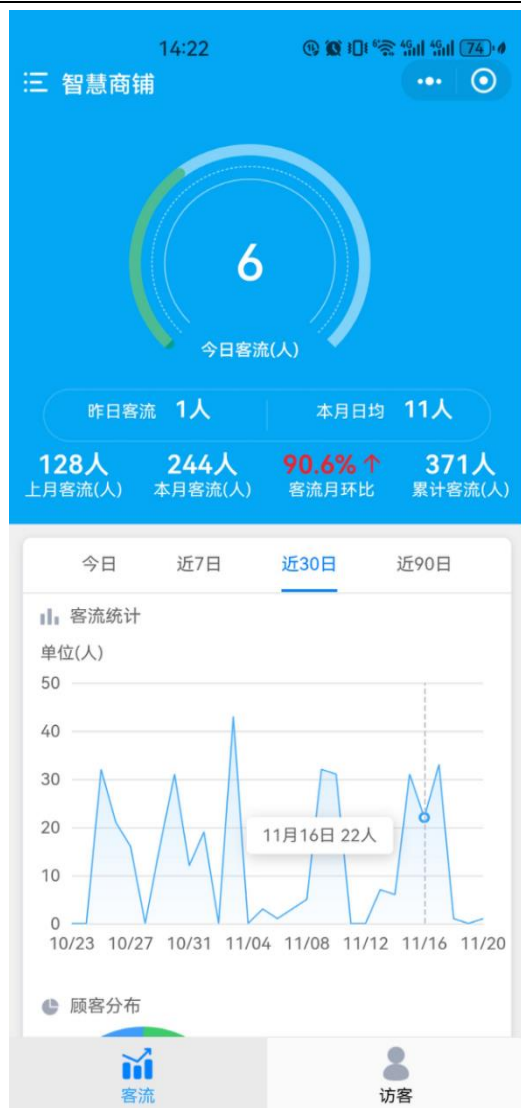 14:22
4G 4G 74
智慧商铺
6
今日客流(人)
昨日客流 1人 本月日均 11人
128人 244人 90.6%↑ 371人
上月客流(人) 本月客流(人) 客流月环比 累计客流(人)
今日 近7日 近30日 近90日
客流统计
单位(人)
50
40
30
20
11月16日 22人
10
0
10/23 10/27 10/31 11/04 11/08 11/12 11/16 11/20
顾客分布
客流 访客